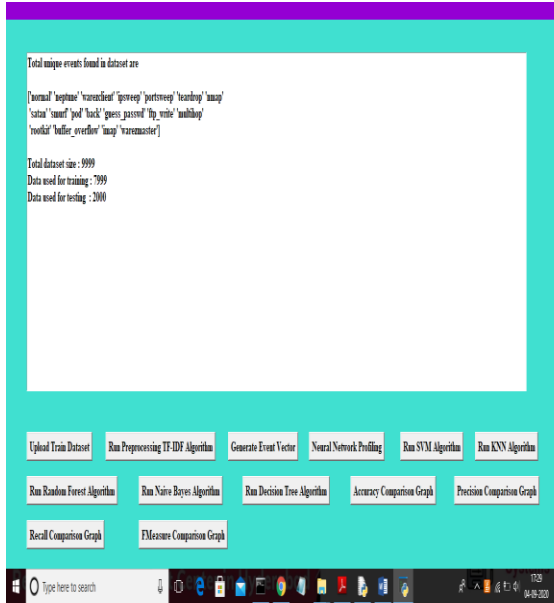 Total unique events found in dataset are
['normal' 'neptune' 'warezclient' 'ipsweep' 'portsweep' 'teardrop' 'nmap'
'satan' 'smurf' 'pod' 'back' 'guess_passwd' 'ftp_write' 'multihop'
'rootkit' 'buffer_overflow' 'imap' 'warezmaster']
Total dataset size : 9999
Data used for training : 7999
Data used for testing : 2000
Upload Train Dataset Run Preprocessing TF-IDF Algorithm Generate Event Vector Neural Network Profiling Run SVM Algorithm Run KNN Algorithm
Run Random Forest Algorithm Run Naive Bayes Algorithm Run Decision Tree Algorithm Accuracy Comparison Graph Precision Comparison Graph
Recall Comparison Graph FMeasure Comparison Graph
Type here to search
17:29
04-09-2020